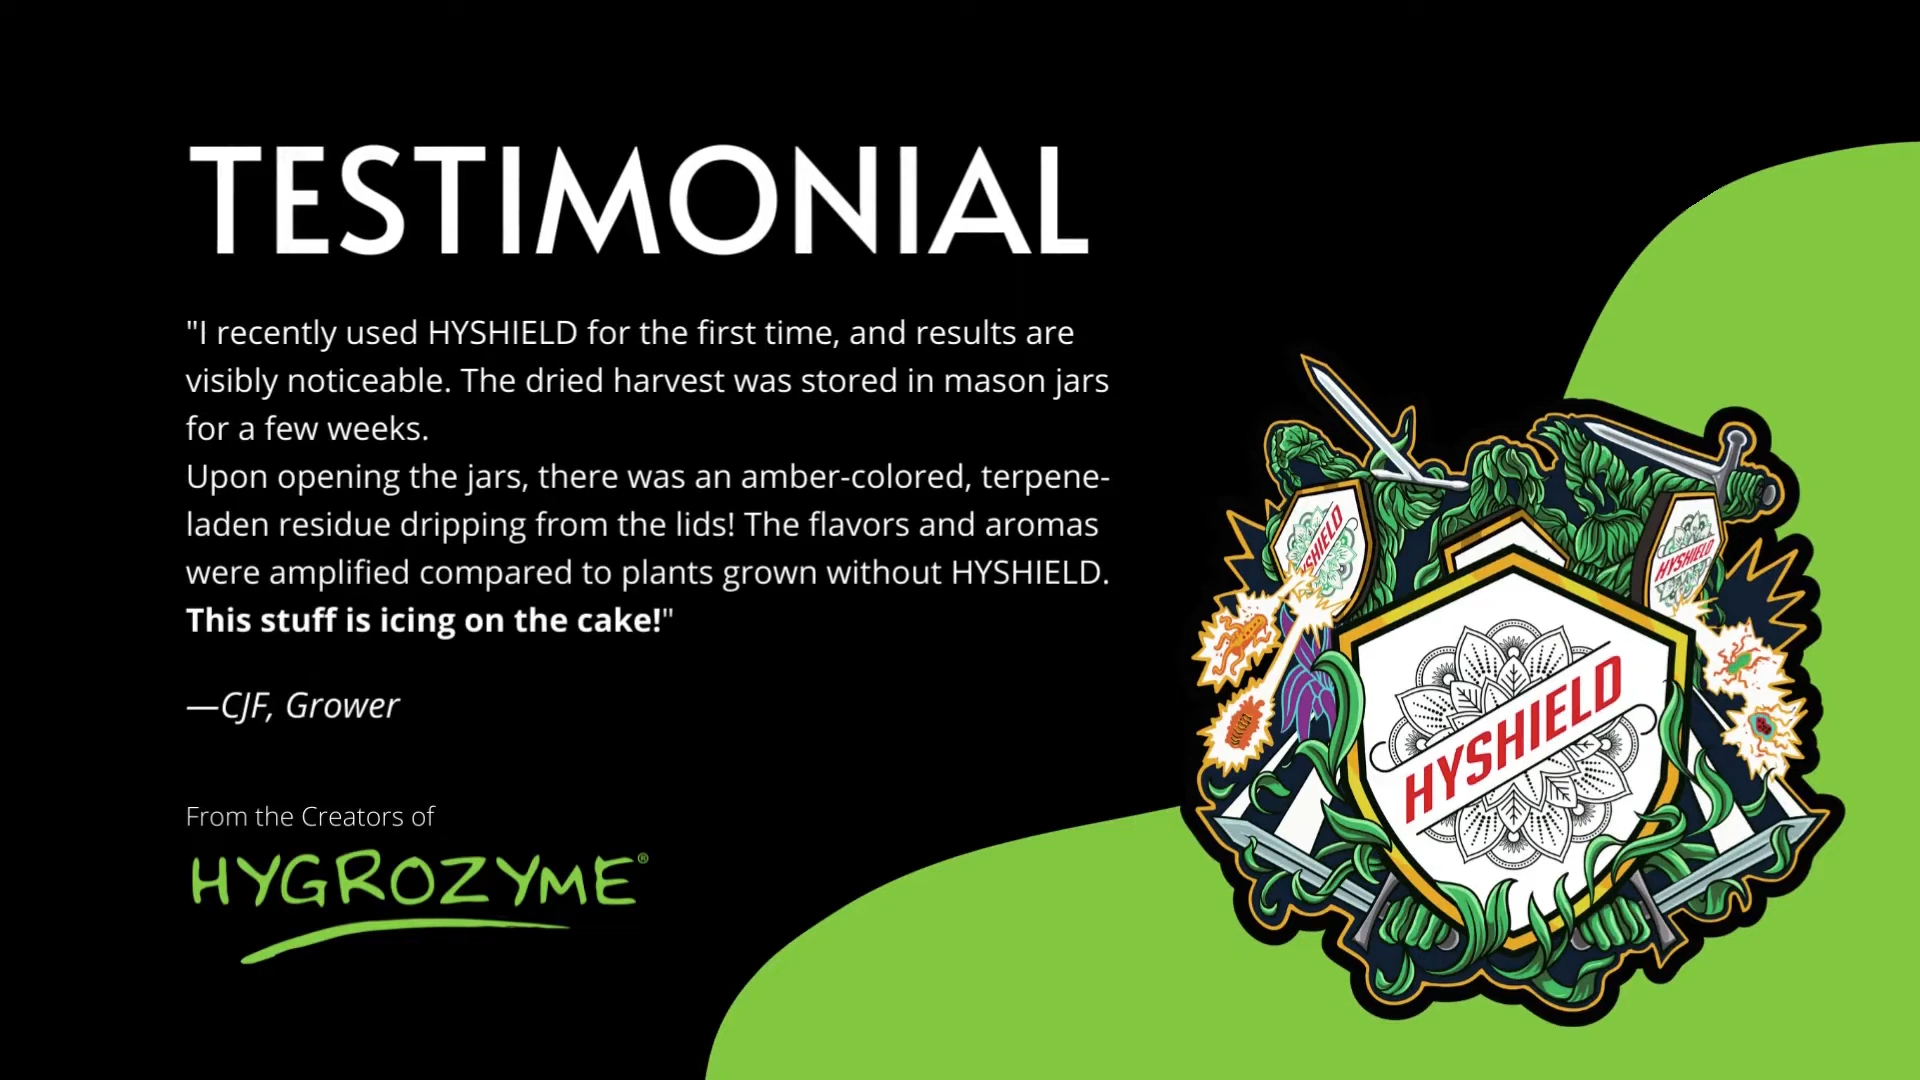 TESTIMONIAL
"I recently used HYSHIELD for the first time, and results are
visibly noticeable. The dried harvest was stored in mason jars
for a few weeks.
Upon opening the jars, there was an amber-colored, terpene-
laden residue dripping from the lids! The flavors and aromas
were amplified compared to plants grown without HYSHIELD.
This stuff is icing on the cake!"
—CJF, Grower
From the Creators of
HYGROZYME®
HYSHIELD
HYSHIELD
HYSHIELD